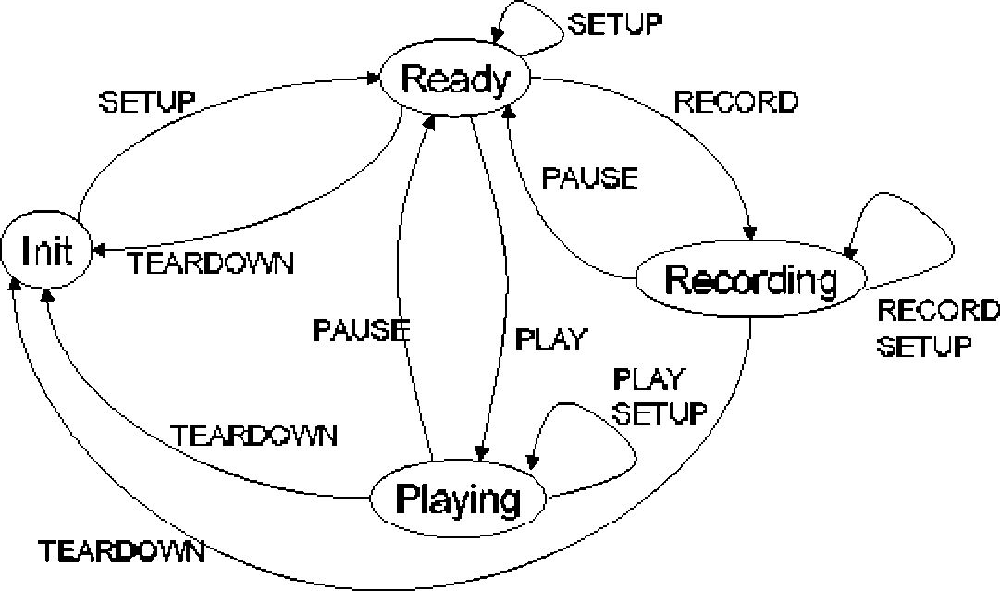 SETUP
Ready
SETUP
RECORD
PAUSE
Init
TEARDOWN
Recording
RECORD
SETUP
PAUSE
PLAY
PLAY
SETUP
TEARDOWN
Playing
TEARDOWN